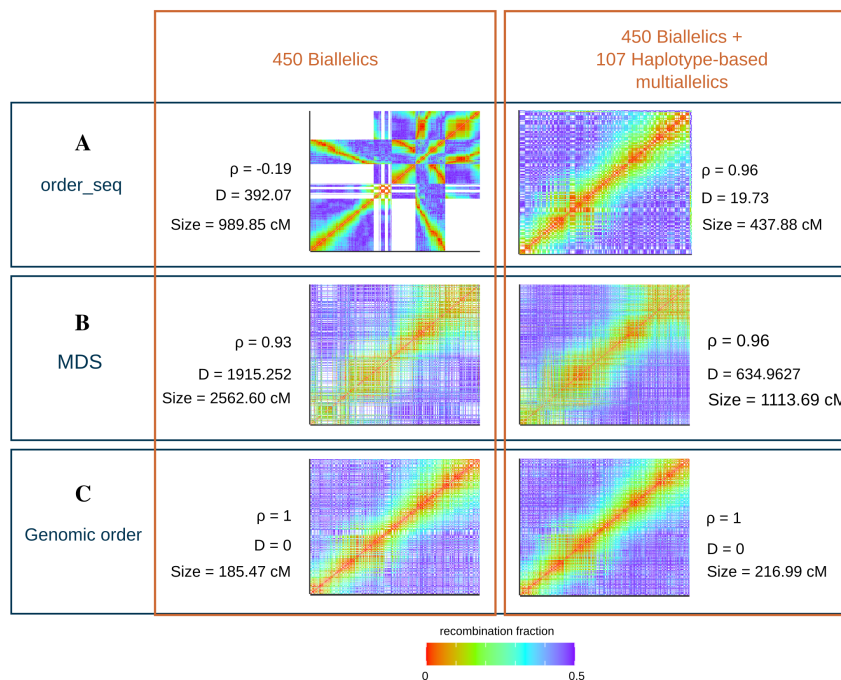 450 Biallelics
450 Biallelics +
107 Haplotype-based
multiallelics
A
order_seq
ρ = -0.19
D = 392.07
Size = 989.85 cM
ρ = 0.96
D = 19.73
Size = 437.88 cM
B
MDS
ρ = 0.93
D = 1915.252
Size = 2562.60 cM
ρ = 0.96
D = 634.9627
Size = 1113.69 cM
C
Genomic order
ρ = 1
D = 0
Size = 185.47 cM
ρ = 1
D = 0
Size = 216.99 cM
recombination fraction
0
0.5